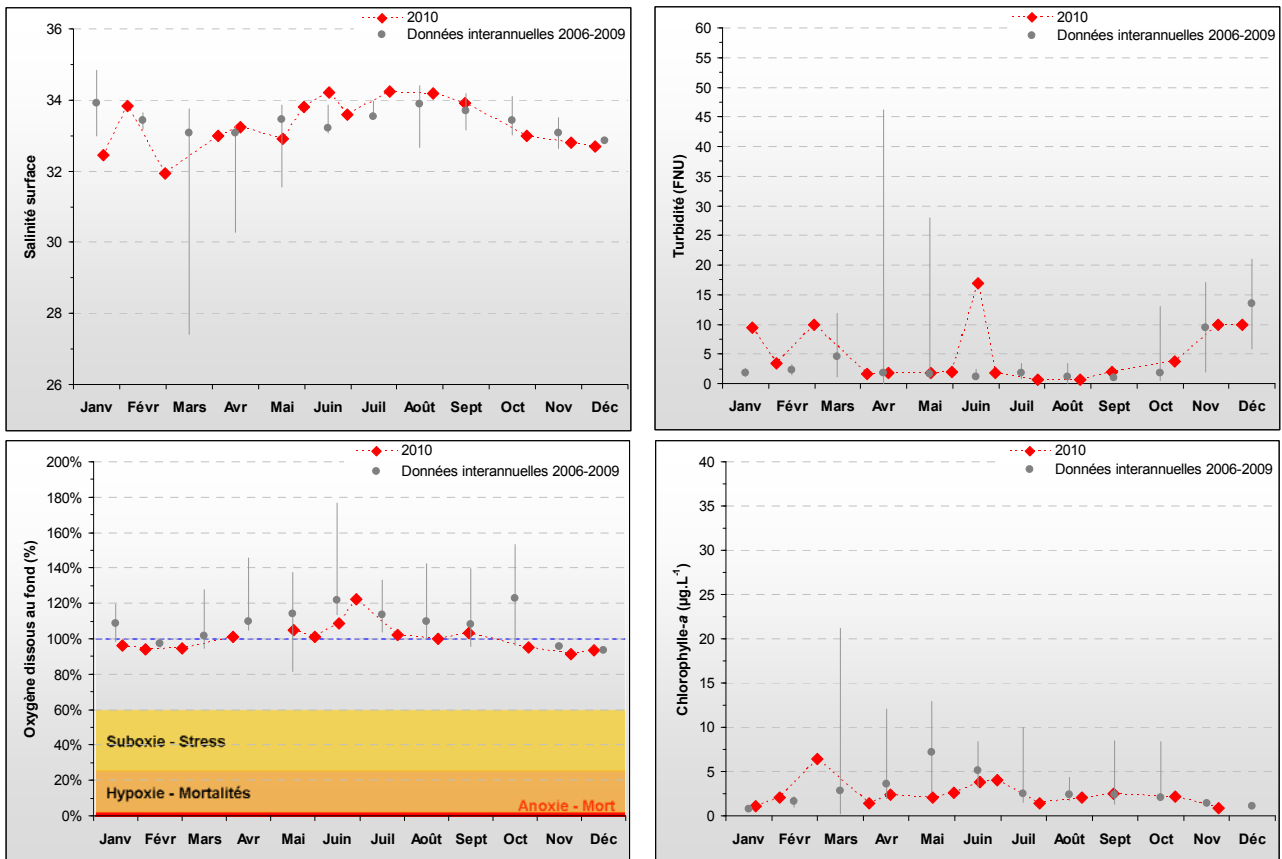 36
34
32
30
28
26
Salinité surface
2010
Données interannuelles 2006-2009
Janv Févr Mars Avr Mai Juin Juil Août Sept Oct Nov Déc
60
55
50
45
40
35
30
25
20
15
10
5
0
Turbidité (FNU)
2010
Données interannuelles 2006-2009
Janv Févr Mars Avr Mai Juin Juil Août Sept Oct Nov Déc
200%
180%
160%
140%
120%
100%
80%
60%
40%
20%
0%
Oxygène dissous au fond (%)
2010
Données interannuelles 2006-2009
Suboxie - Stress
Hypoxie - Mortalités
Anoxie - Mort
Janv Févr Mars Avr Mai Juin Juil Août Sept Oct Nov Déc
40
35
30
25
20
15
10
5
0
Chlorophylle-a (µg.L⁻¹)
2010
Données interannuelles 2006-2009
Janv Févr Mars Avr Mai Juin Juil Août Sept Oct Nov Déc